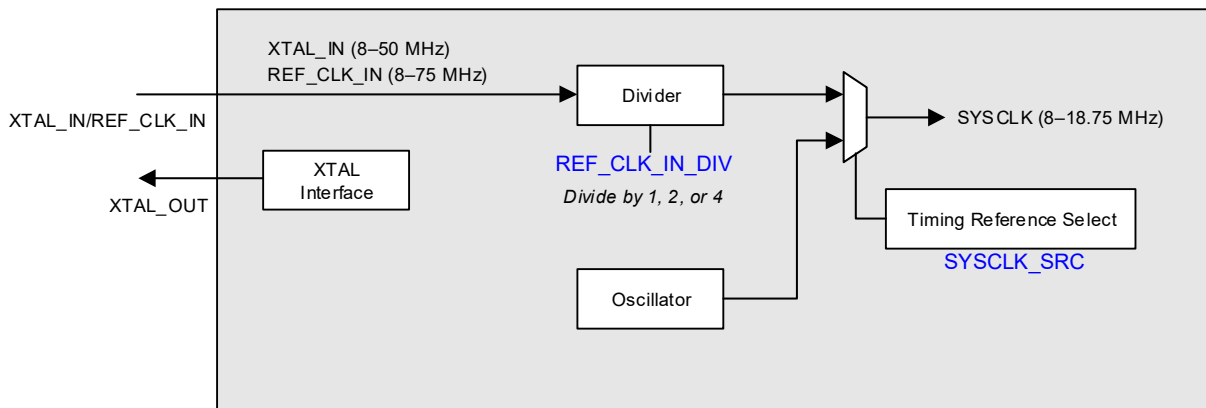 XTAL_IN (8–50 MHz)
REF_CLK_IN (8–75 MHz)
XTAL_IN/REF_CLK_IN
Divider
SYSCLK (8–18.75 MHz)
REF_CLK_IN_DIV
Divide by 1, 2, or 4
XTAL
Interface
XTAL_OUT
Timing Reference Select
SYSCLK_SRC
Oscillator